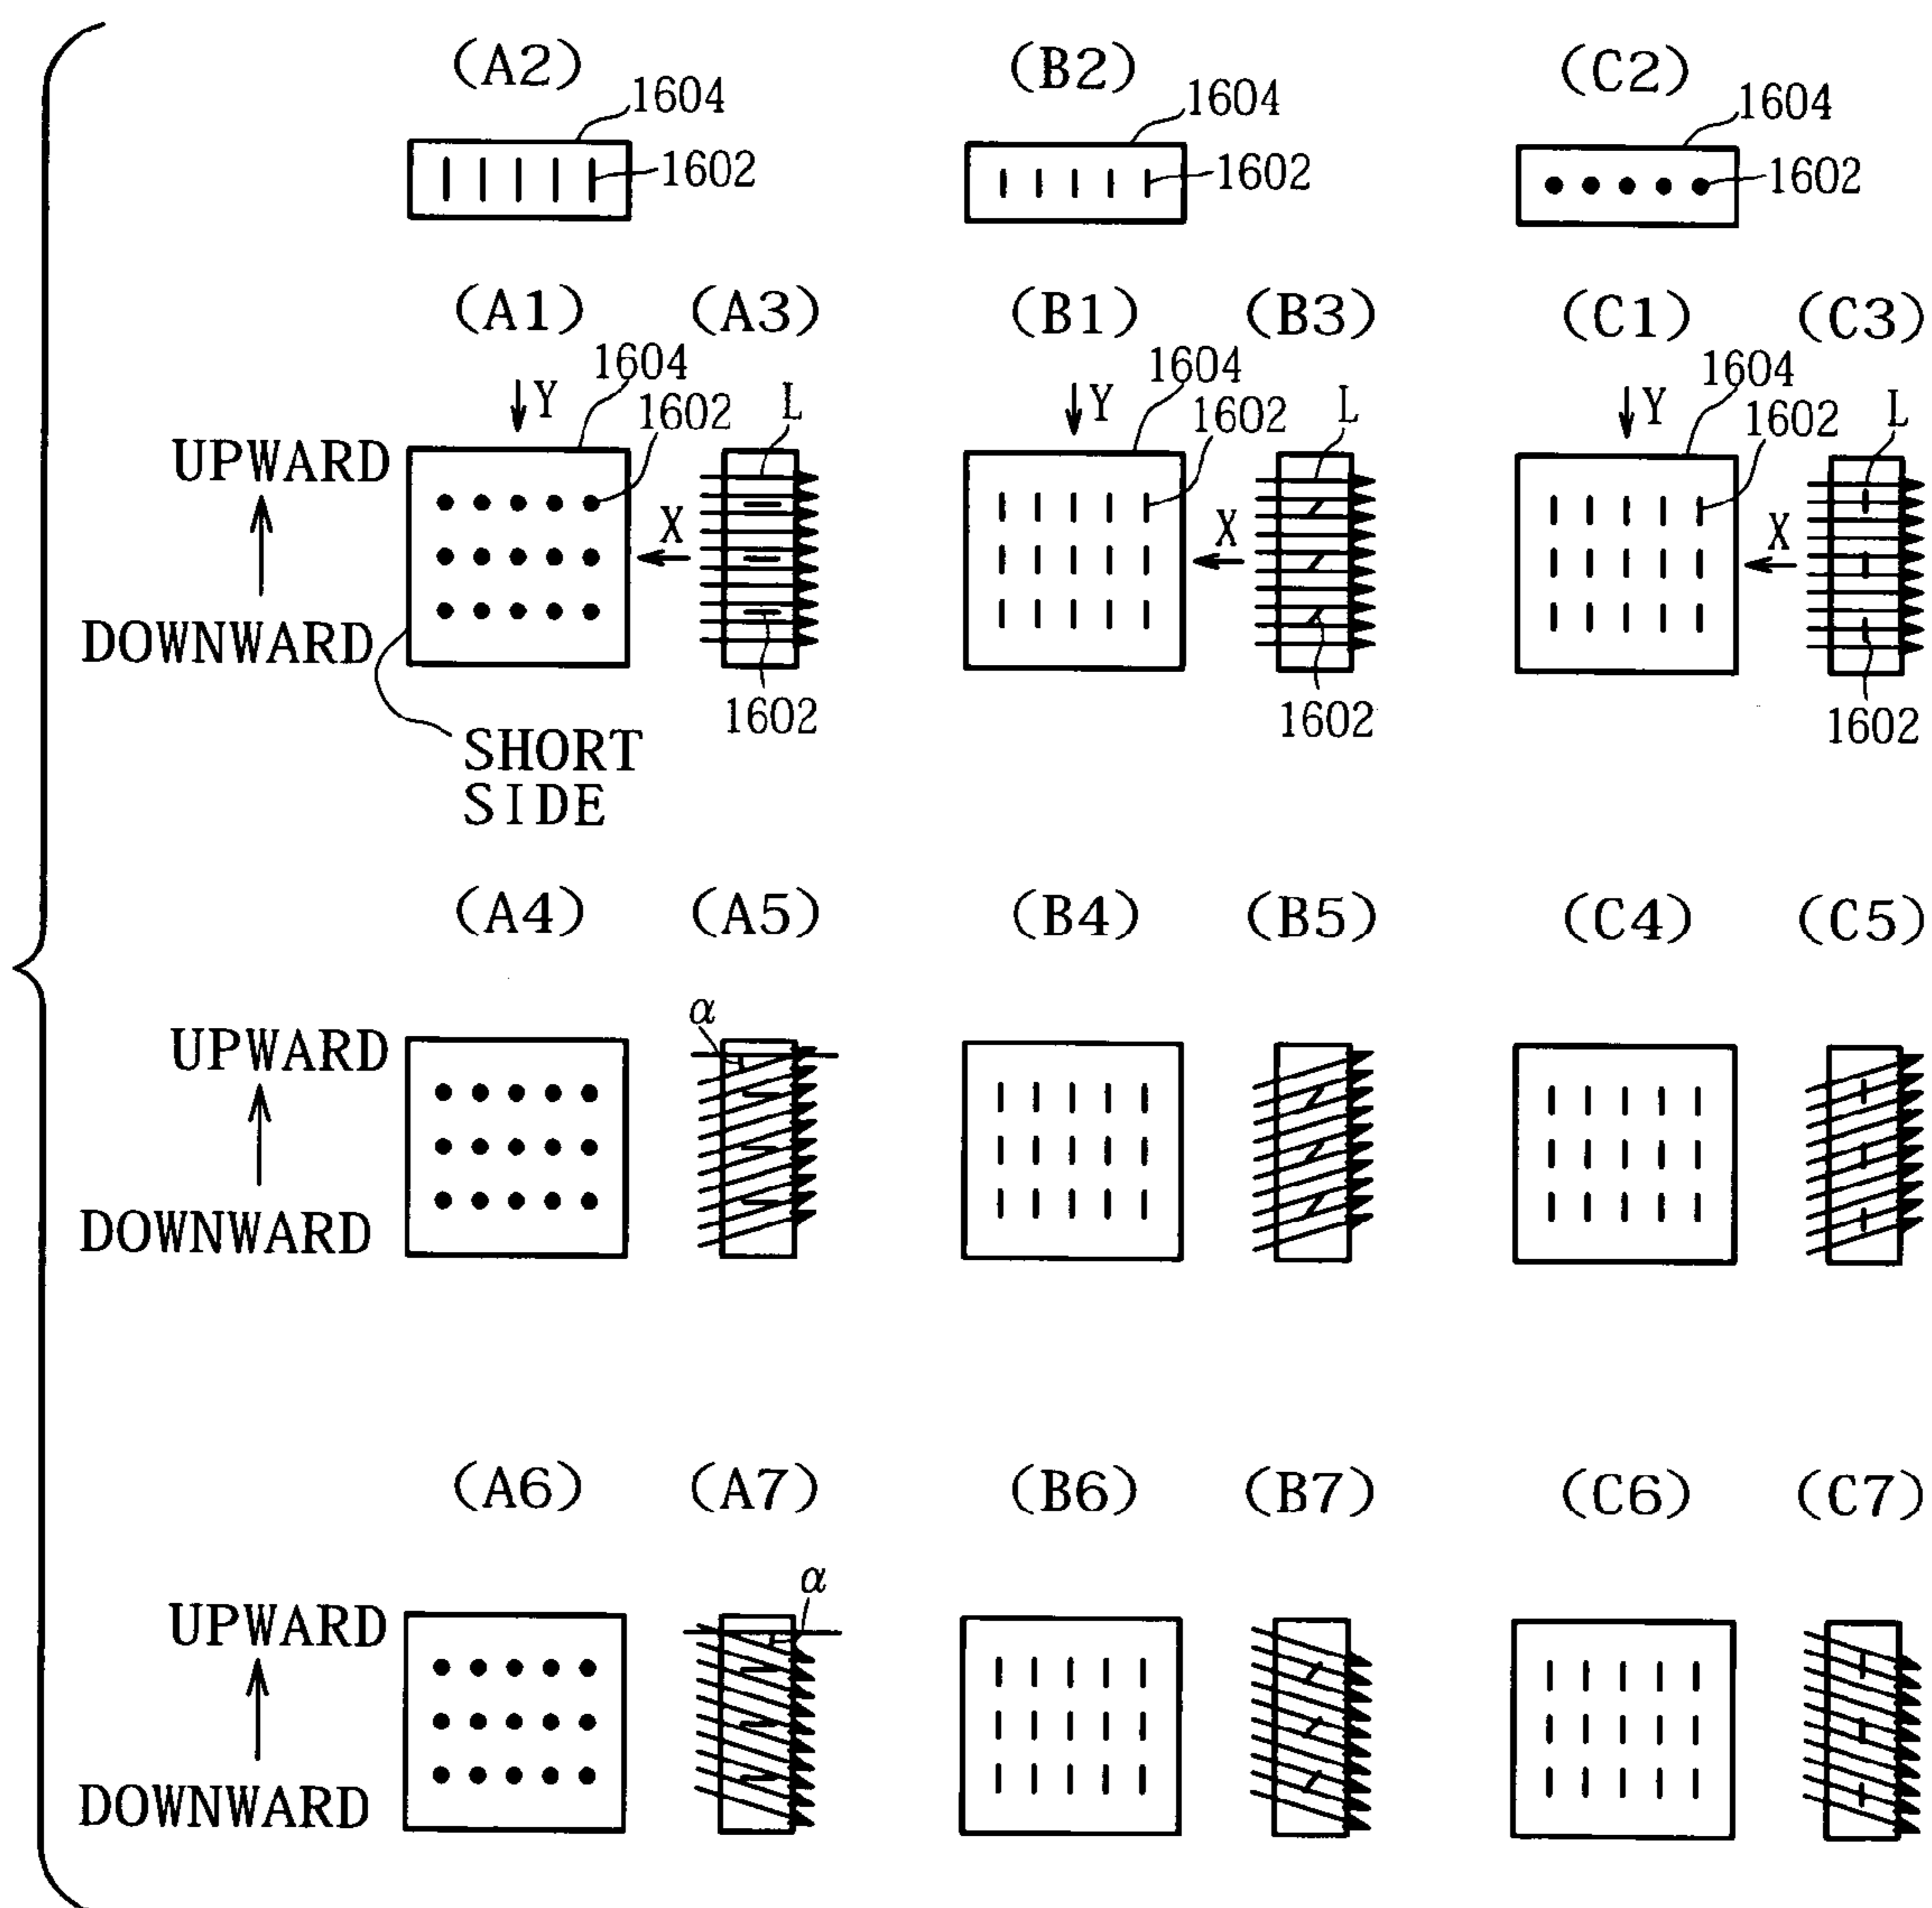 (A2) (B2) (C2)
1604 1604 1604
1602 1602 1602
(A1) (A3) (B1) (B3) (C1) (C3)
1604 1604 1604
Y 1602 L Y 1602 L Y 1602 L
UPWARD
X X X
DOWNWARD
1602 1602 1602
SHORT
SIDE
(A4) (A5) (B4) (B5) (C4) (C5)
α
UPWARD
DOWNWARD
(A6) (A7) (B6) (B7) (C6) (C7)
α
UPWARD
DOWNWARD